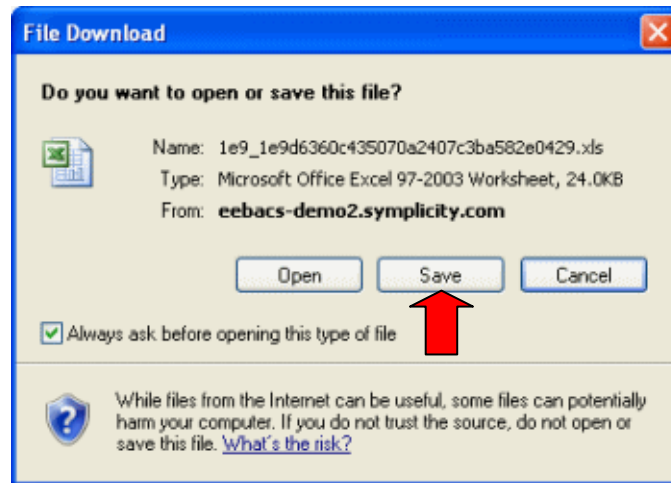 File Download
Do you want to open or save this file?
Name: 1e9_1e9d6360c435070a2407c3ba582e0429.xls
Type: Microsoft Office Excel 97-2003 Worksheet, 24.0KB
From: eebacs-demo2.symplicity.com
Open Save Cancel
Always ask before opening this type of file
While files from the Internet can be useful, some files can potentially
harm your computer. If you do not trust the source, do not open or
save this file. What's the risk?